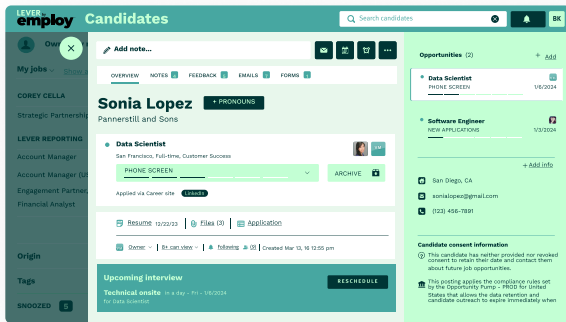 LEVER
employ
Candidates
Search candidates
BK
My jobs
Show a
COREY CELLA
Strategic Partnership
LEVER REPORTING
Account Manager
Account Manager (US
Engagement Partner,
Financial Analyst
Origin
Tags
SNOOZED 5
Add note...
OVERVIEW NOTES FEEDBACK EMAILS FORMS
Sonia Lopez
+ PRONOUNS
Pannerstill and Sons
Data Scientist
San Francisco, Full-time, Customer Success
PHONE SCREEN
ARCHIVE
Applied via Career site LinkedIn
Resume 12/22/23 Files (3) Application
Owner 8+ can view Following (3) Created Mar 13, 16 12:55 pm
Upcoming interview
Technical onsite in a day - Fri - 1/6/2024
for Data Scientist
RESCHEDULE
Opportunities (2)
+ Add
Data Scientist
PHONE SCREEN 1/6/2024
Software Engineer
NEW APPLICATIONS 1/3/2024
+ Add info
San Diego, CA
sonialopez@gmail.com
(123) 456-7891
Candidate consent information
This candidate has neither provided nor revoked
consent to retain their date and contact them
about future job opportunities.
This posting applies the compliance rules set
by the Opportunity Pump - PROD for United
States that allows the data retention and
candidate outreach to expire immediately when